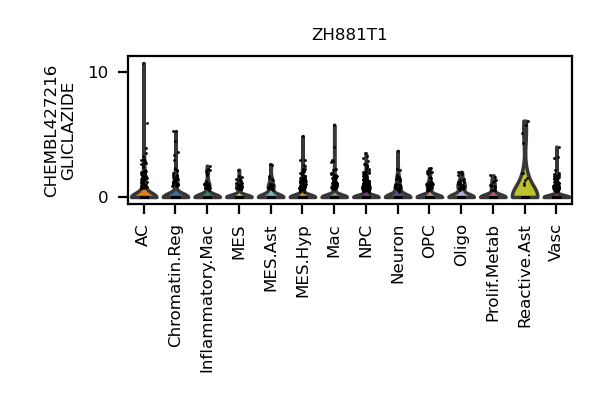 ZH881T1
CHEMBL427216
GLICLAZIDE
10
0
AC
Chromatin.Reg
Inflammatory.Mac
MES
MES.Ast
MES.Hyp
Mac
NPC
Neuron
OPC
Oligo
Prolif.Metab
Reactive.Ast
Vasc